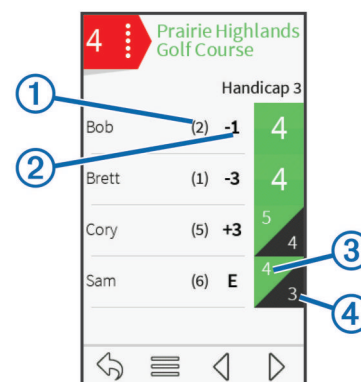 4
Prairie Highlands
Golf Course
Handicap 3
1
Bob (2) -1 4
2
Brett (1) -3 4
Cory (5) +3 5 4
3
Sam (6) E 4 3
4